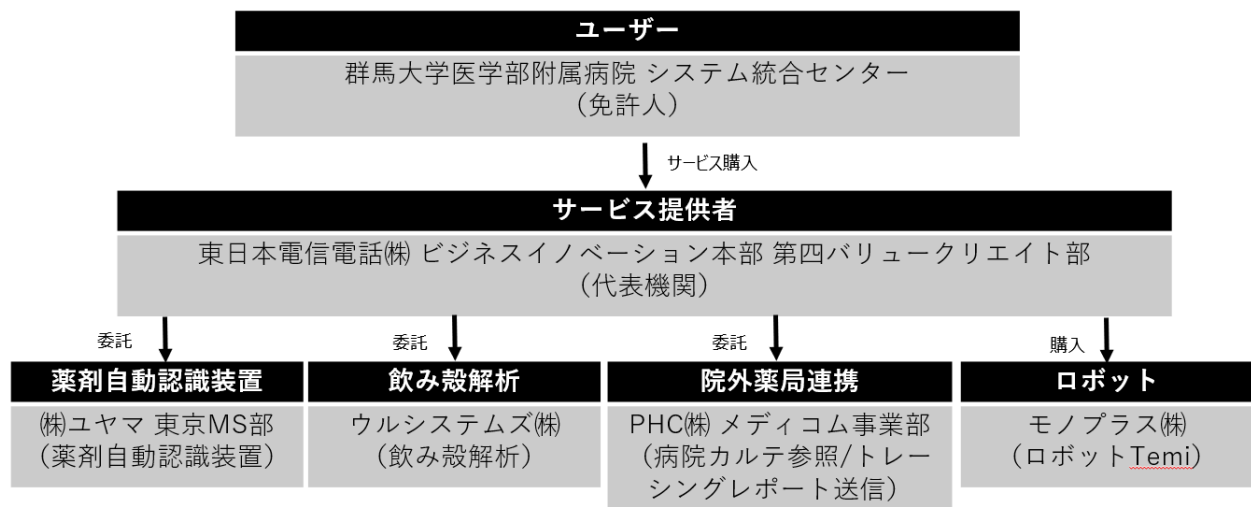 ユーザー
群馬大学医学部附属病院 システム統合センター
（免許人）
サービス購入
サービス提供者
東日本電信電話㈱ ビジネスイノベーション本部 第四バリュークリエイト部
（代表機関）
委託
委託
委託
購入
薬剤自動認識装置
㈱ユヤマ 東京MS部
（薬剤自動認識装置）
飲み殻解析
ウルシステムズ㈱
（飲み殻解析）
院外薬局連携
PHC㈱ メディコム事業部
（病院カルテ参照/トレー
シングレポート送信）
ロボット
モノプラス㈱
（ロボットTemi）